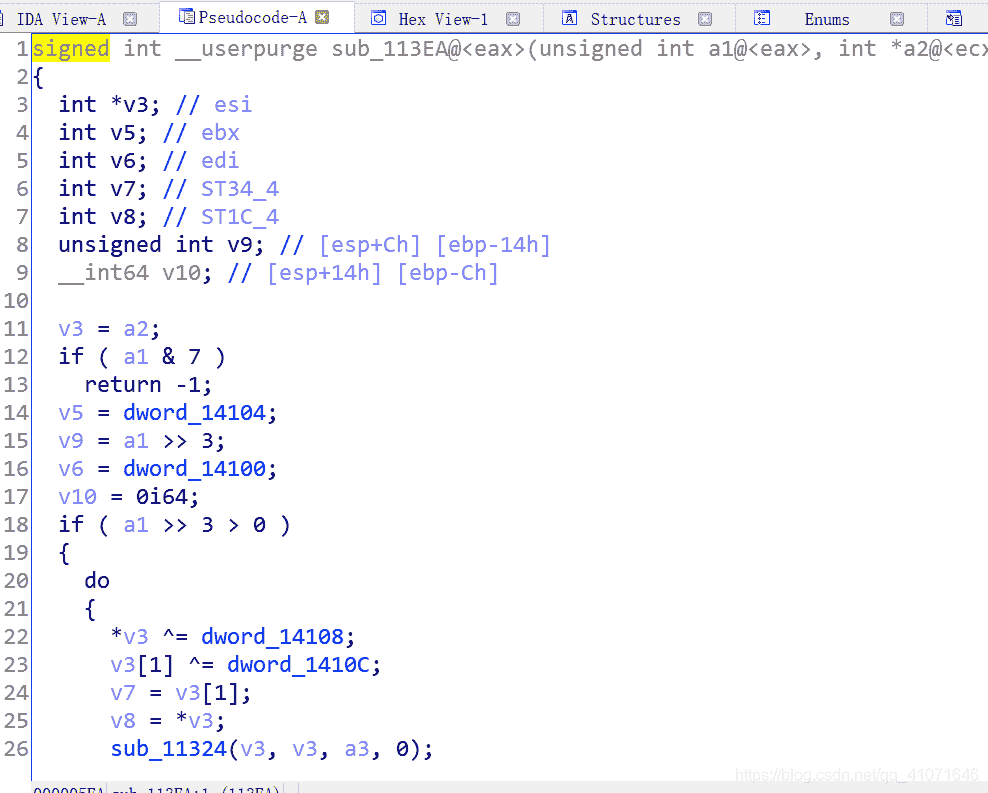 IDA View-A Pseudocode-A Hex View-1 Structures Enums
1 signed int __userpurge sub_113EA@<eax>(unsigned int a1@<eax>, int *a2@<ecx
2 {
3 int *v3; // esi
4 int v5; // ebx
5 int v6; // edi
6 int v7; // ST34_4
7 int v8; // ST1C_4
8 unsigned int v9; // [esp+Ch] [ebp-14h]
9 __int64 v10; // [esp+14h] [ebp-Ch]
10
11 v3 = a2;
12 if ( a1 & 7 )
13 return -1;
14 v5 = dword_14104;
15 v9 = a1 >> 3;
16 v6 = dword_14100;
17 v10 = 0i64;
18 if ( a1 >> 3 > 0 )
19 {
20 do
21 {
22 *v3 ^= dword_14108;
23 v3[1] ^= dword_1410C;
24 v7 = v3[1];
25 v8 = *v3;
26 sub_11324(v3, v3, a3, 0);
https://blog.csdn.net/qq_41071646
000005EA sub_113EA:1 (113EA)